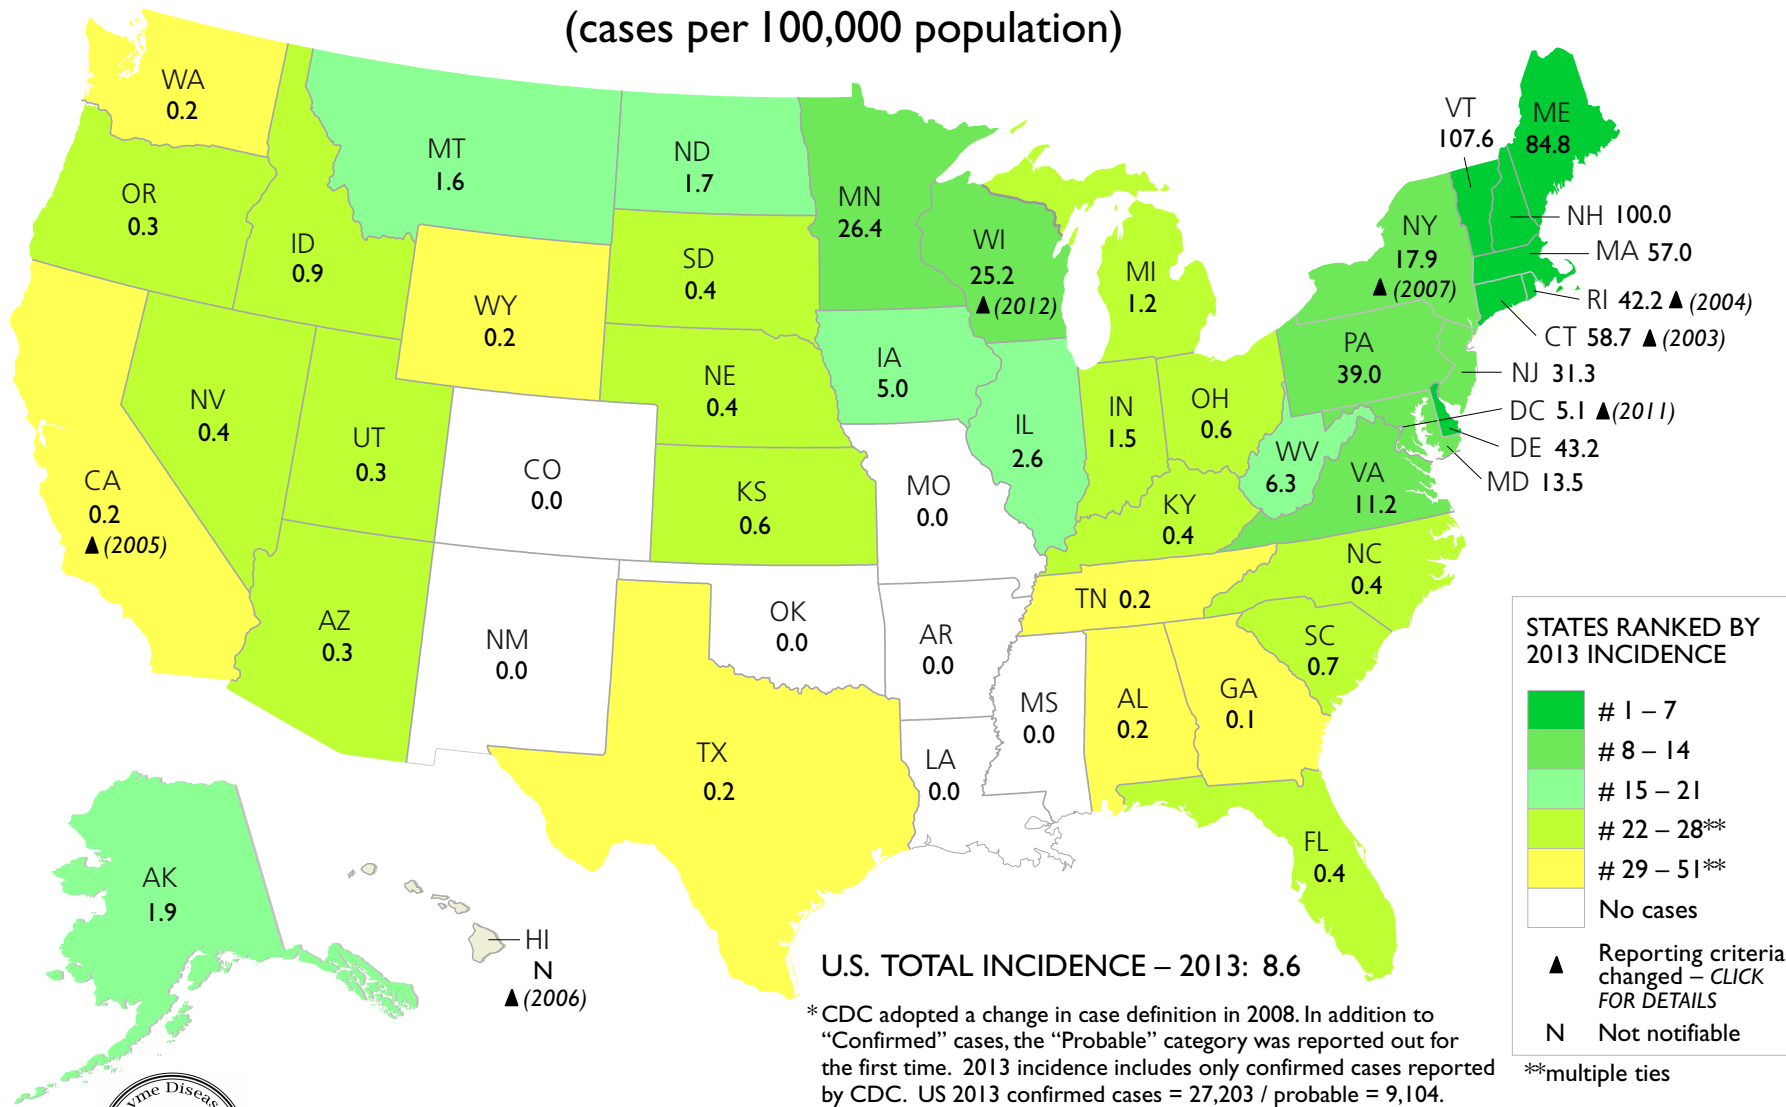 (cases per 100,000 population)
WA
0.2
OR
0.3
ID
0.9
MT
1.6
ND
1.7
MN
26.4
WI
25.2
▲ (2012)
MI
1.2
VT
107.6
ME
84.8
NH 100.0
MA 57.0
NY
17.9
▲ (2007)
RI 42.2 ▲ (2004)
CT 58.7 ▲ (2003)
PA
39.0
NJ 31.3
DC 5.1 ▲(2011)
DE 43.2
MD 13.5
SD
0.4
WY
0.2
IA
5.0
NE
0.4
NV
0.4
UT
0.3
CA
0.2
▲ (2005)
CO
0.0
KS
0.6
MO
0.0
IL
2.6
IN
1.5
OH
0.6
WV
6.3
VA
11.2
KY
0.4
NC
0.4
TN 0.2
SC
0.7
AZ
0.3
NM
0.0
OK
0.0
AR
0.0
MS
0.0
AL
0.2
GA
0.1
TX
0.2
LA
0.0
FL
0.4
AK
1.9
HI
N
▲ (2006)
STATES RANKED BY
2013 INCIDENCE
# 1 – 7
# 8 – 14
# 15 – 21
# 22 – 28**
# 29 – 51**
No cases
▲ Reporting criteria
changed – CLICK
FOR DETAILS
N Not notifiable
**multiple ties
U.S. TOTAL INCIDENCE – 2013: 8.6
* CDC adopted a change in case definition in 2008. In addition to
“Confirmed” cases, the “Probable” category was reported out for
the first time. 2013 incidence includes only confirmed cases reported
by CDC. US 2013 confirmed cases = 27,203 / probable = 9,104.